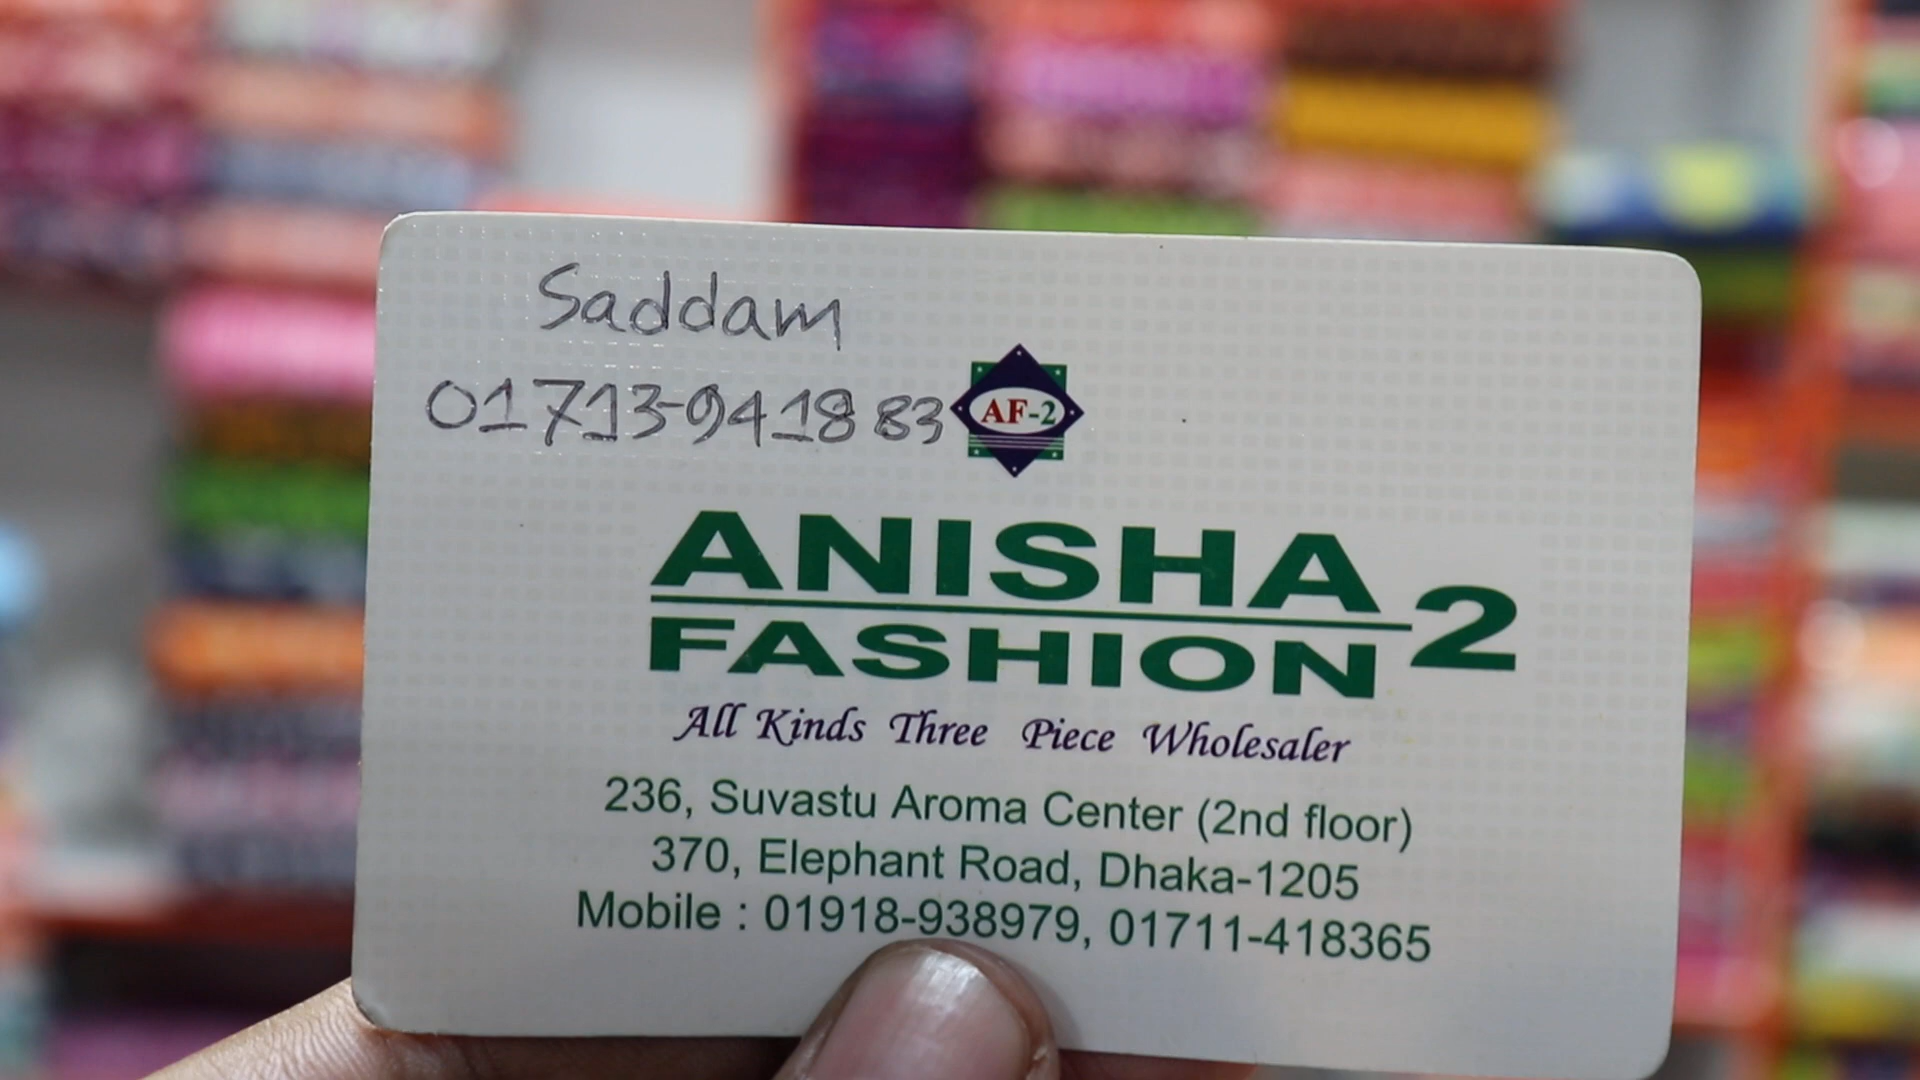 Saddam
01713-941883
AF-2
ANISHA
FASHION 2
All Kinds Three Piece Wholesaler
236, Suvastu Aroma Center (2nd floor)
370, Elephant Road, Dhaka-1205
Mobile : 01918-938979, 01711-418365